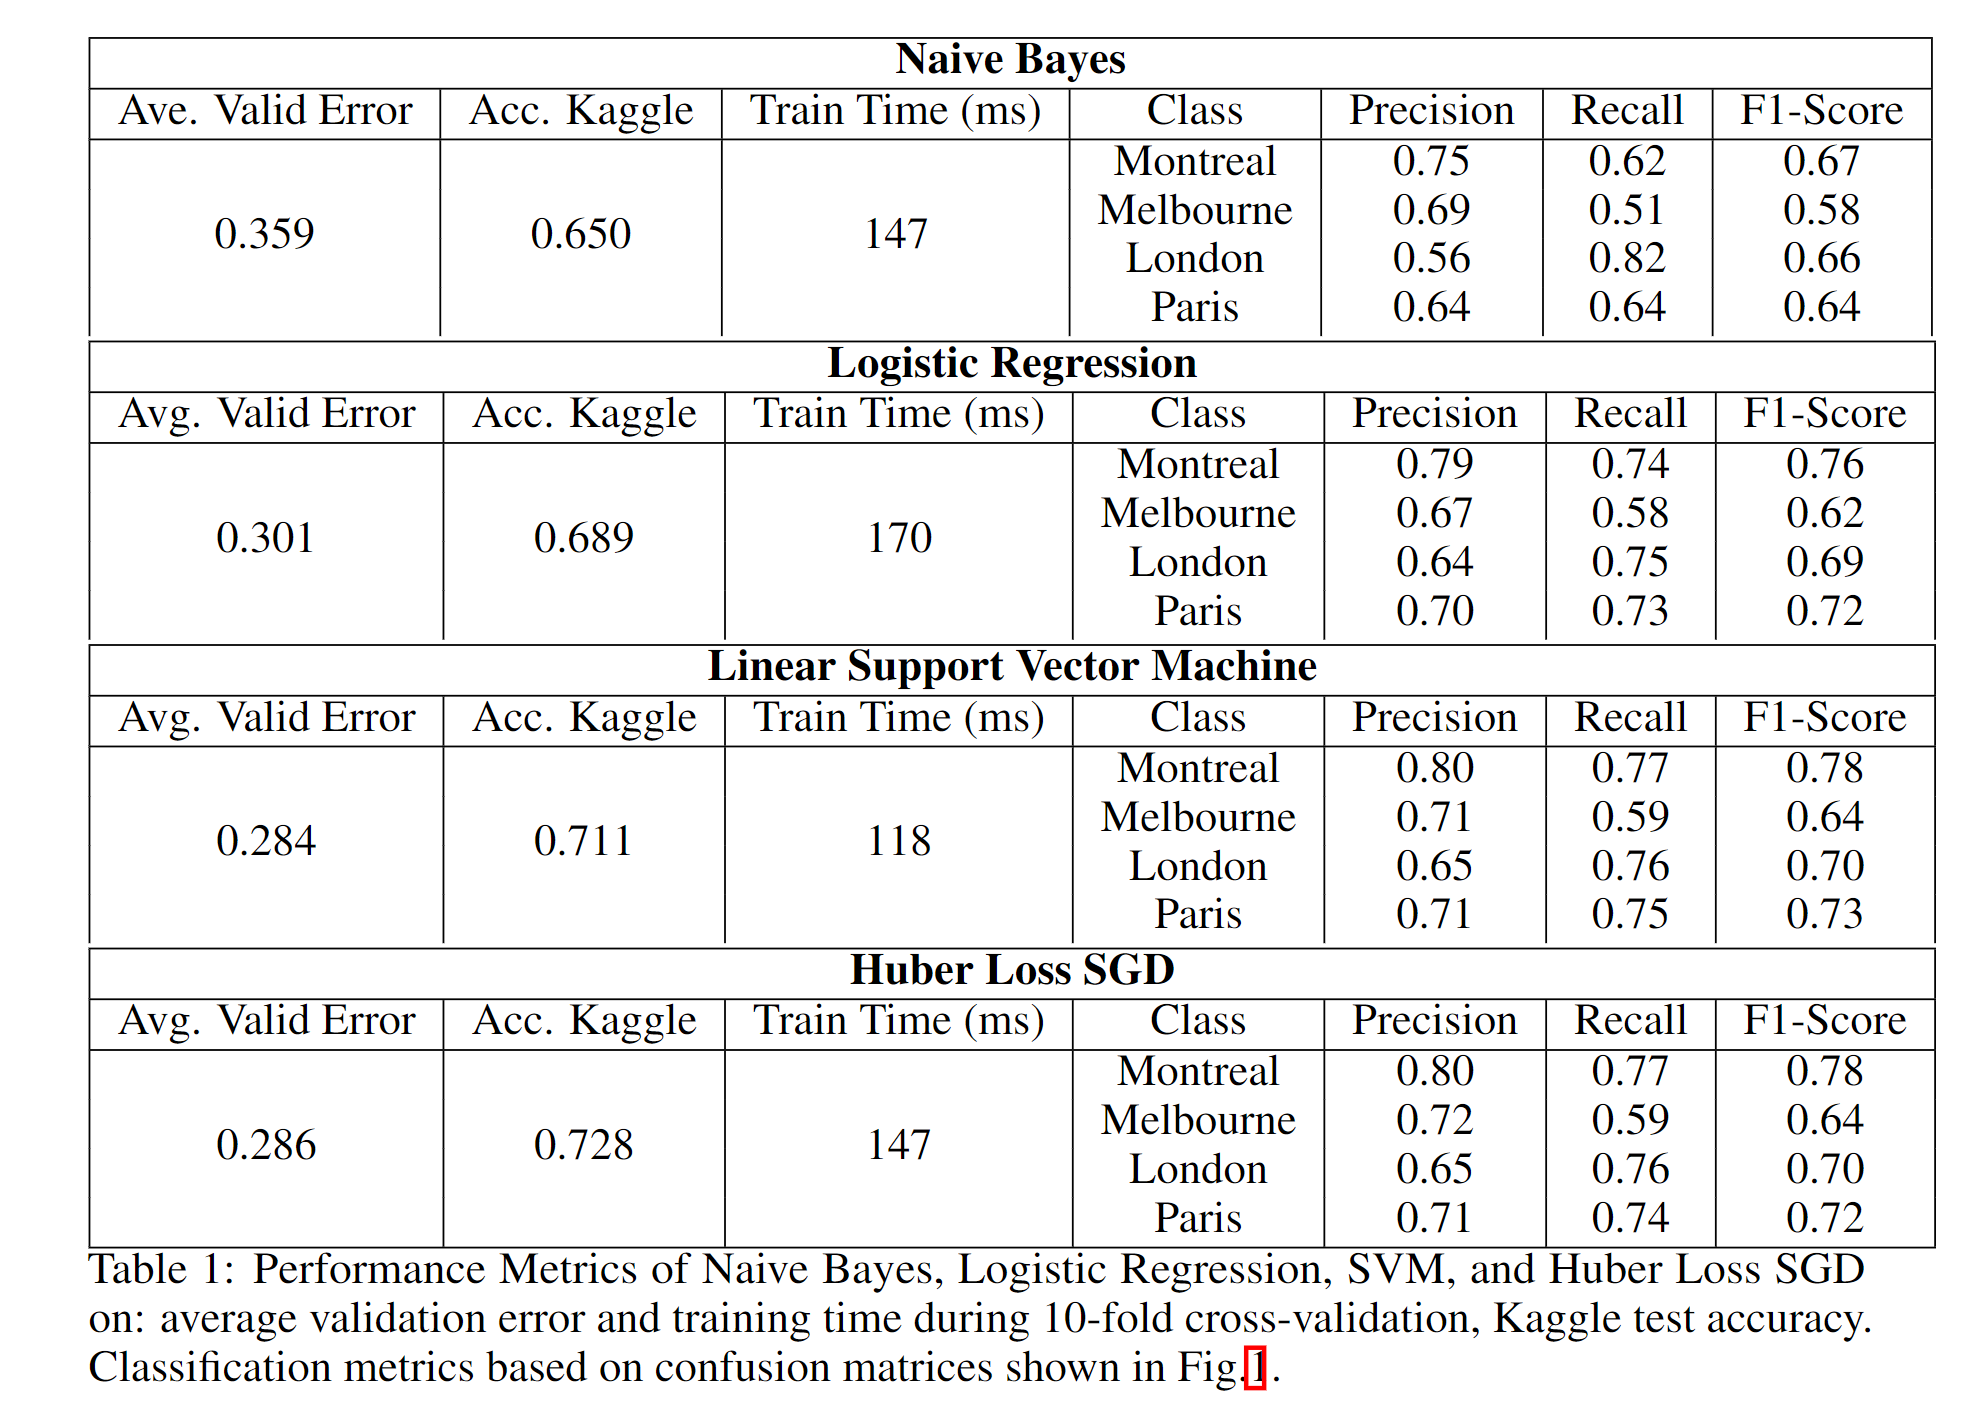 Naive Bayes
Ave. Valid Error Acc. Kaggle Train Time (ms) Class Precision Recall F1-Score
Montreal 0.75 0.62 0.67
Melbourne 0.69 0.51 0.58
0.359 0.650 147
London 0.56 0.82 0.66
Paris 0.64 0.64 0.64
Logistic Regression
Avg. Valid Error Acc. Kaggle Train Time (ms) Class Precision Recall F1-Score
Montreal 0.79 0.74 0.76
Melbourne 0.67 0.58 0.62
0.301 0.689 170
London 0.64 0.75 0.69
Paris 0.70 0.73 0.72
Linear Support Vector Machine
Avg. Valid Error Acc. Kaggle Train Time (ms) Class Precision Recall F1-Score
Montreal 0.80 0.77 0.78
Melbourne 0.71 0.59 0.64
0.284 0.711 118
London 0.65 0.76 0.70
Paris 0.71 0.75 0.73
Huber Loss SGD
Avg. Valid Error Acc. Kaggle Train Time (ms) Class Precision Recall F1-Score
Montreal 0.80 0.77 0.78
Melbourne 0.72 0.59 0.64
0.286 0.728 147
London 0.65 0.76 0.70
Paris 0.71 0.74 0.72
Table 1: Performance Metrics of Naive Bayes, Logistic Regression, SVM, and Huber Loss SGD
on: average validation error and training time during 10-fold cross-validation, Kaggle test accuracy.
Classification metrics based on confusion matrices shown in Fig.1.